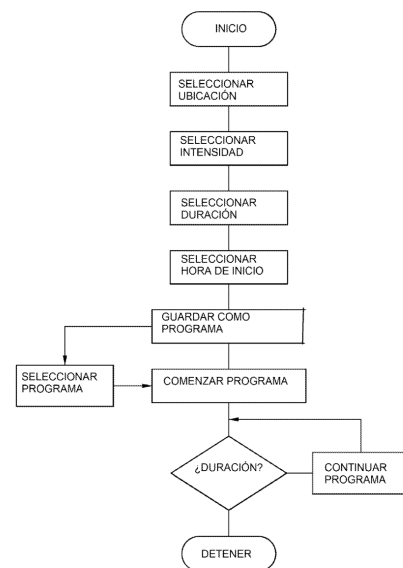 INICIO
SELECCIONAR
UBICACIÓN
SELECCIONAR
INTENSIDAD
SELECCIONAR
DURACIÓN
SELECCIONAR
HORA DE INICIO
GUARDAR COMO
PROGRAMA
SELECCIONAR
PROGRAMA
COMENZAR PROGRAMA
¿DURACIÓN?
CONTINUAR
PROGRAMA
DETENER